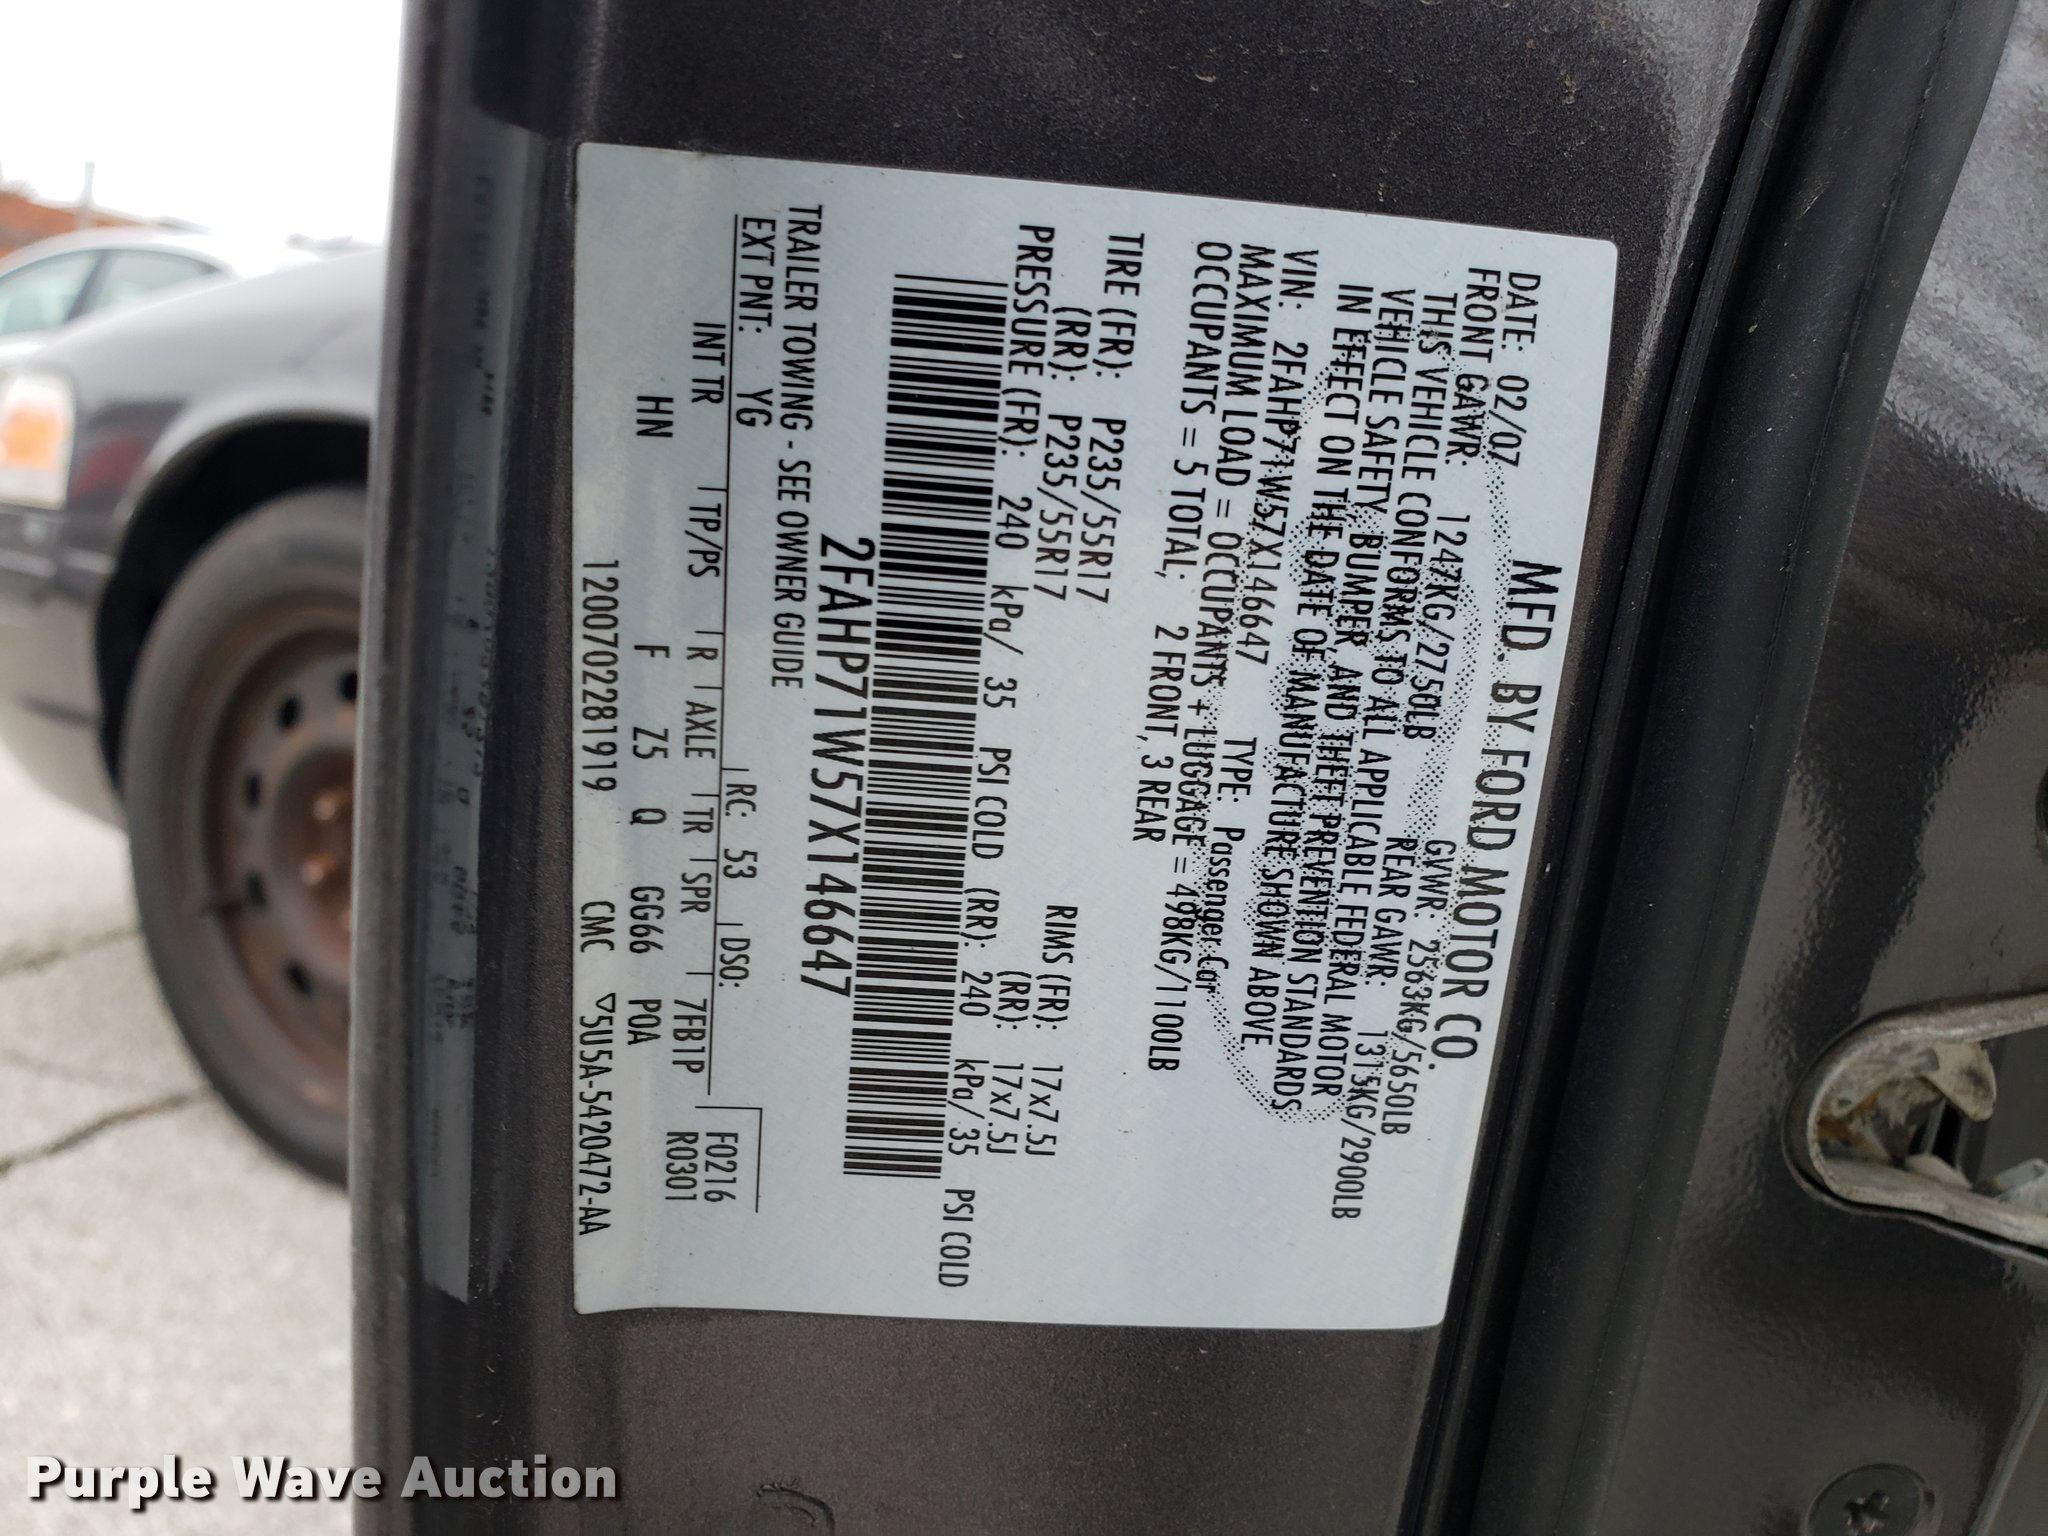 MFD. BY FORD MOTOR CO.
DATE: 02/07 GVWR: 2563KG/5650LB
FRONT GAWR: 1247KG/2750LB REAR GAWR: 1315KG/2900LB
THIS VEHICLE CONFORMS TO ALL APPLICABLE FEDERAL MOTOR
VEHICLE SAFETY, BUMPER, AND THEFT PREVENTION STANDARDS
IN EFFECT ON THE DATE OF MANUFACTURE SHOWN ABOVE.
VIN: 2FAHP71W57X146647 TYPE: Passenger Car
MAXIMUM LOAD = OCCUPANTS + LUGGAGE = 498KG/1100LB
OCCUPANTS = 5 TOTAL; 2 FRONT, 3 REAR
TIRE (FR): P235/55R17 RIMS (FR): 17x7.5J
(RR): P235/55R17 (RR): 17x7.5J
PRESSURE (FR): 240 kPa/ 35 PSI COLD (RR): 240 kPa/ 35 PSI COLD
2FAHP71W57X146647
TRAILER TOWING - SEE OWNER GUIDE
EXT PNT: YG RC: 53 DSO: F0216
INT TR TP/PS R AXLE TR SPR 7FB1P R0301
HN F Z5 Q GG66 POA
1200702281919 CMC ▽5U5A-5420472-AA
Purple Wave Auction